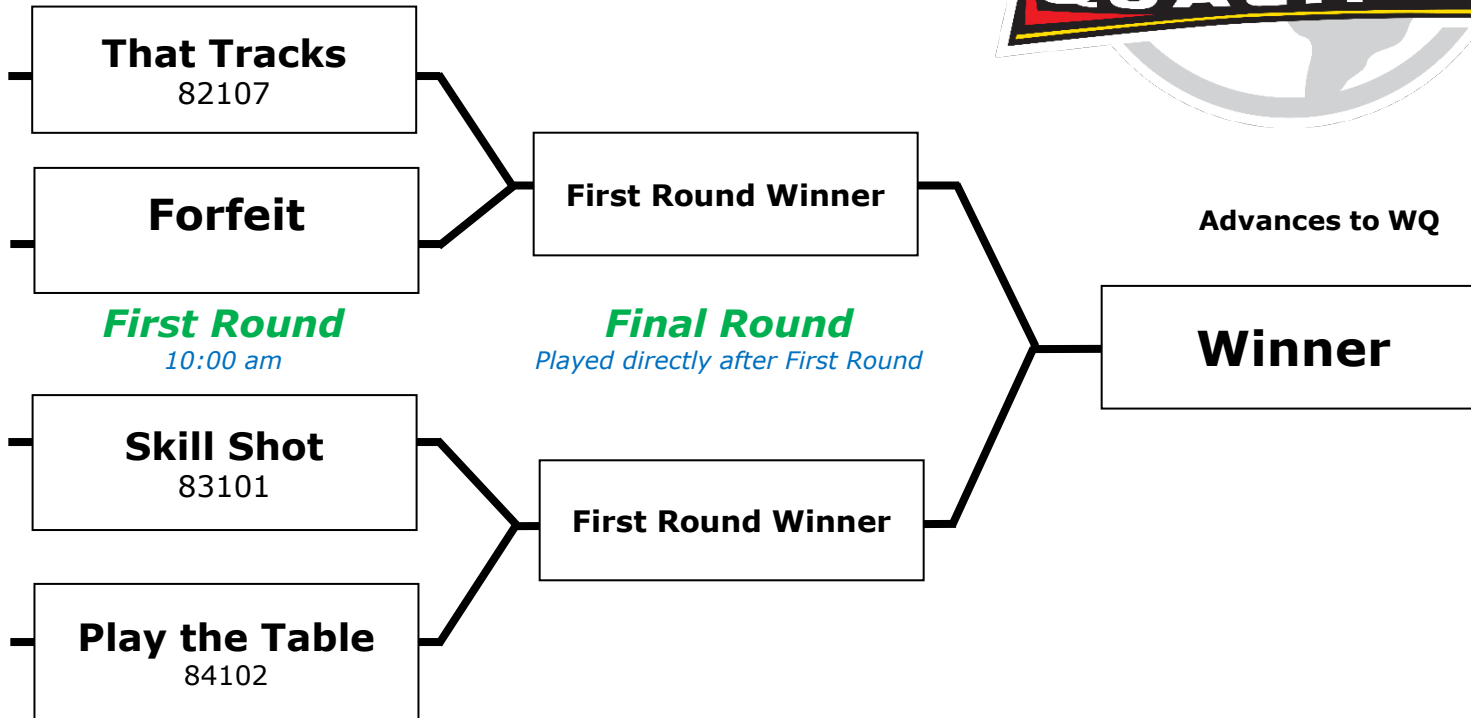 That Tracks
82107
Forfeit
First Round Winner
Advances to WQ
First Round
10:00 am
Final Round
Played directly after First Round
Winner
Skill Shot
83101
First Round Winner
Play the Table
84102